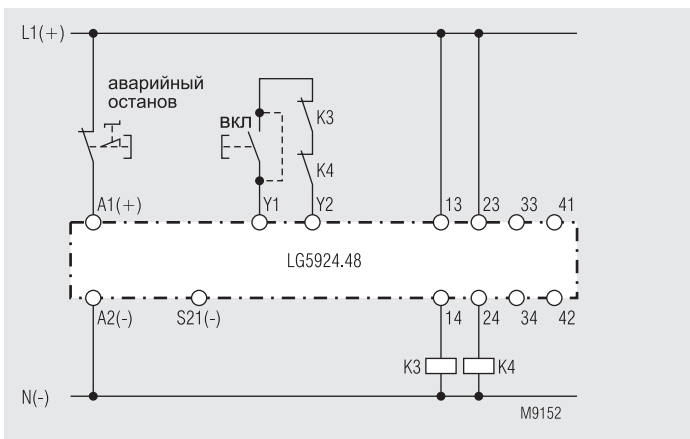 L1(+)
аварийный
останов
вкл
K3
K4
A1(+)
Y1
Y2
13
23
33
41
LG5924.48
A2(-)
S21(-)
14
24
34
42
K3
K4
N(-)
M9152